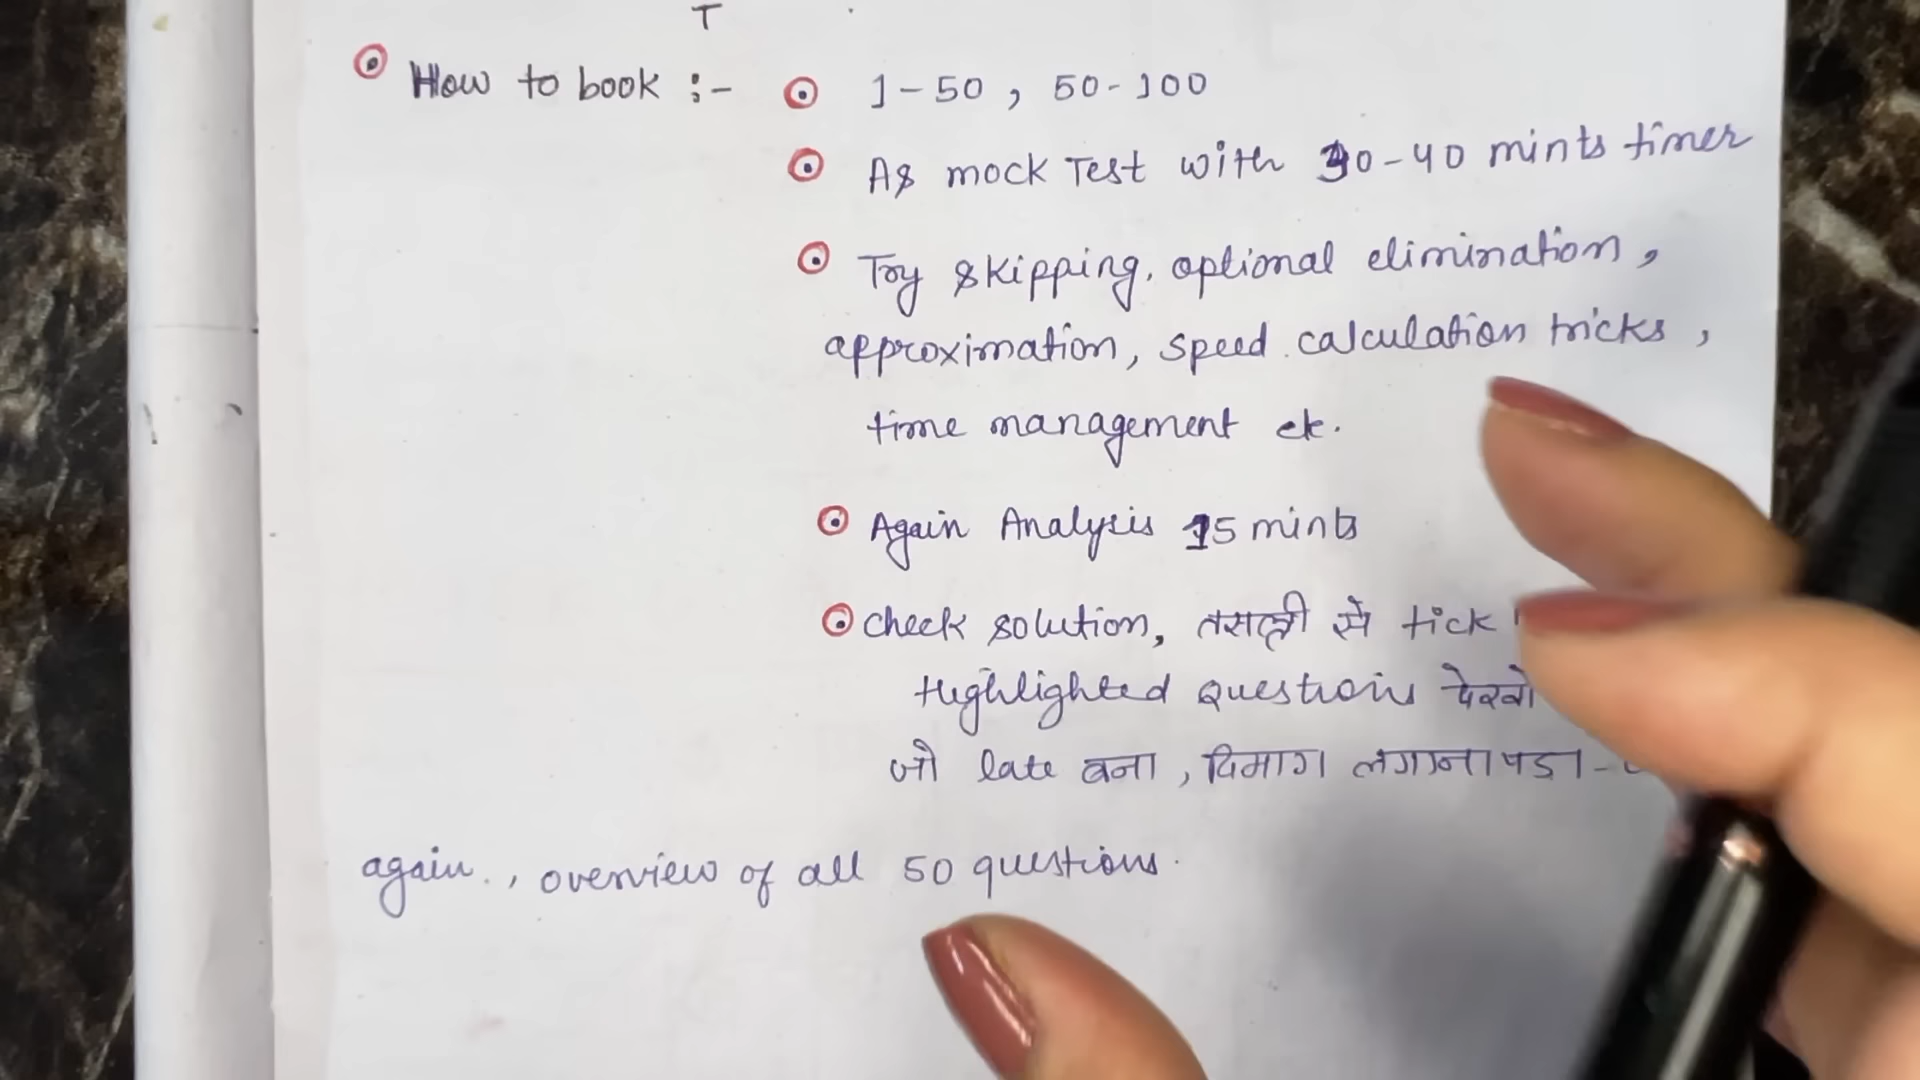 T
How to book :- 1-50, 50-100
As mock Test with 30-40 mints timer
Try skipping, optional elimination,
approximation, speed calculation tricks,
time management etc.
Again Analysis 15 mints
check solution, तसल्ली से tick
Highlighted questions देखो
जो late बना, दिमाग लगाना पड़ा-
again., overview of all 50 questions.